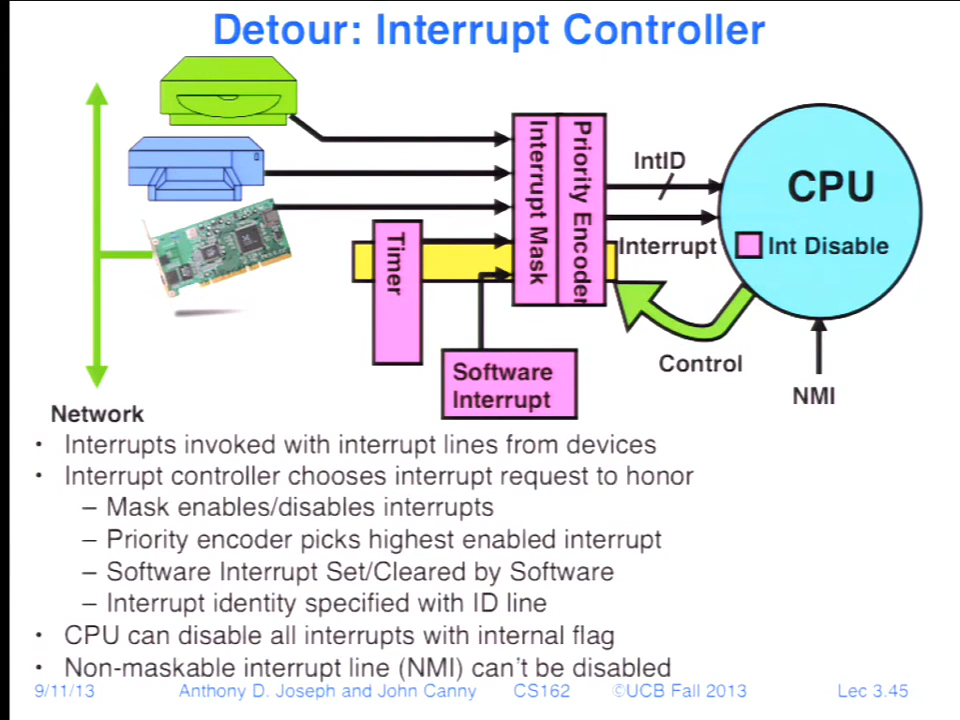 Detour: Interrupt Controller
Interrupt Mask
Priority Encoder
IntID
CPU
Interrupt
Int Disable
Timer
Software
Interrupt
Control
NMI
Network
• Interrupts invoked with interrupt lines from devices
• Interrupt controller chooses interrupt request to honor
– Mask enables/disables interrupts
– Priority encoder picks highest enabled interrupt
– Software Interrupt Set/Cleared by Software
– Interrupt identity specified with ID line
• CPU can disable all interrupts with internal flag
• Non-maskable interrupt line (NMI) can't be disabled
9/11/13 Anthony D. Joseph and John Canny CS162 ©UCB Fall 2013 Lec 3.45